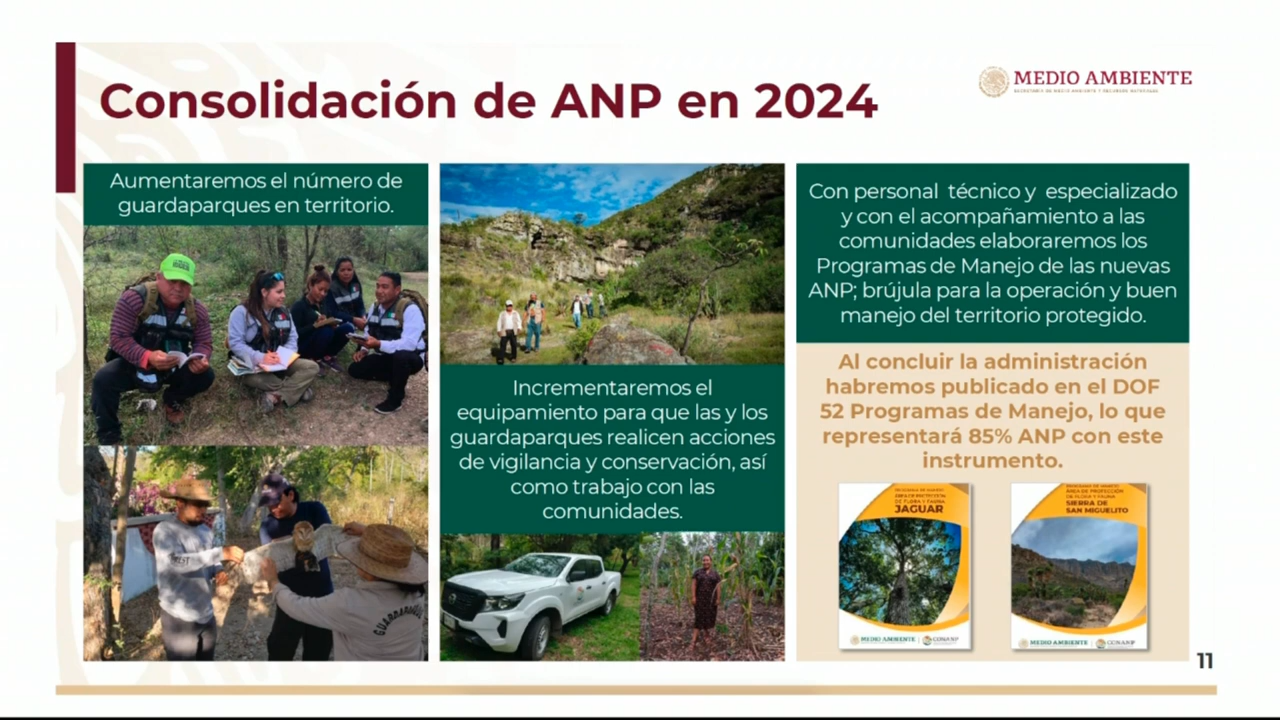 Consolidación de ANP en 2024
MEDIO AMBIENTE
SECRETARÍA DE MEDIO AMBIENTE Y RECURSOS NATURALES
Aumentaremos el número de
guardaparques en territorio.
GUARDAPARQUES
Incrementaremos el
equipamiento para que las y los
guardaparques realicen acciones
de vigilancia y conservación, así
como trabajo con las
comunidades.
Con personal técnico y especializado
y con el acompañamiento a las
comunidades elaboraremos los
Programas de Manejo de las nuevas
ANP; brújula para la operación y buen
manejo del territorio protegido.
Al concluir la administración
habremos publicado en el DOF
52 Programas de Manejo, lo que
representará 85% ANP con este
instrumento.
PROGRAMA DE MANEJO
ÁREA DE PROTECCIÓN
DE FLORA Y FAUNA
JAGUAR
MEDIO AMBIENTE
CONANP
PROGRAMA DE MANEJO
ÁREA DE PROTECCIÓN
DE FLORA Y FAUNA
SIERRA DE
SAN MIGUELITO
MEDIO AMBIENTE
CONANP
11